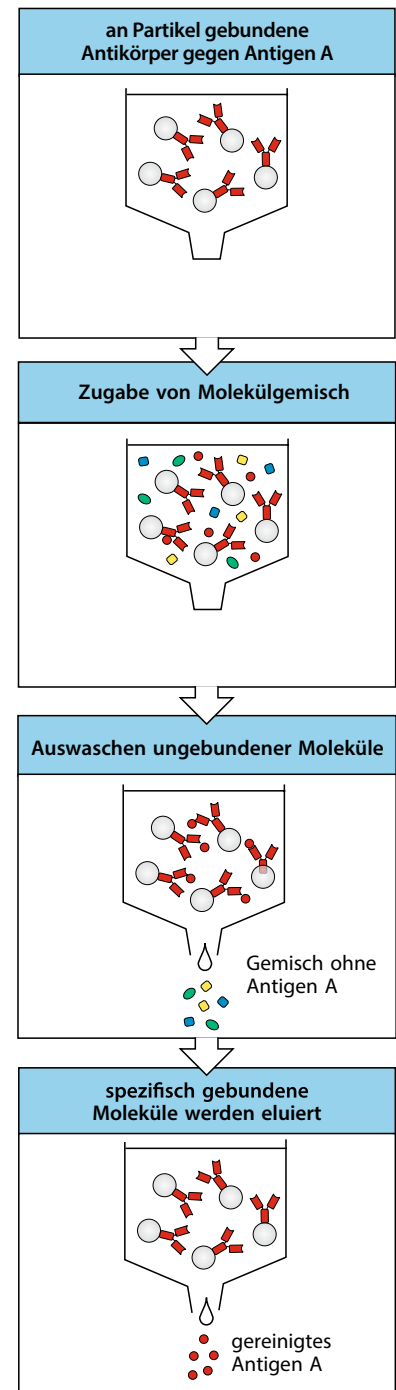 an Partikel gebundene
Antikörper gegen Antigen A
Zugabe von Molekülgemisch
Auswaschen ungebundener Moleküle
Gemisch ohne
Antigen A
spezifisch gebundene
Moleküle werden eluiert
gereinigtes
Antigen A